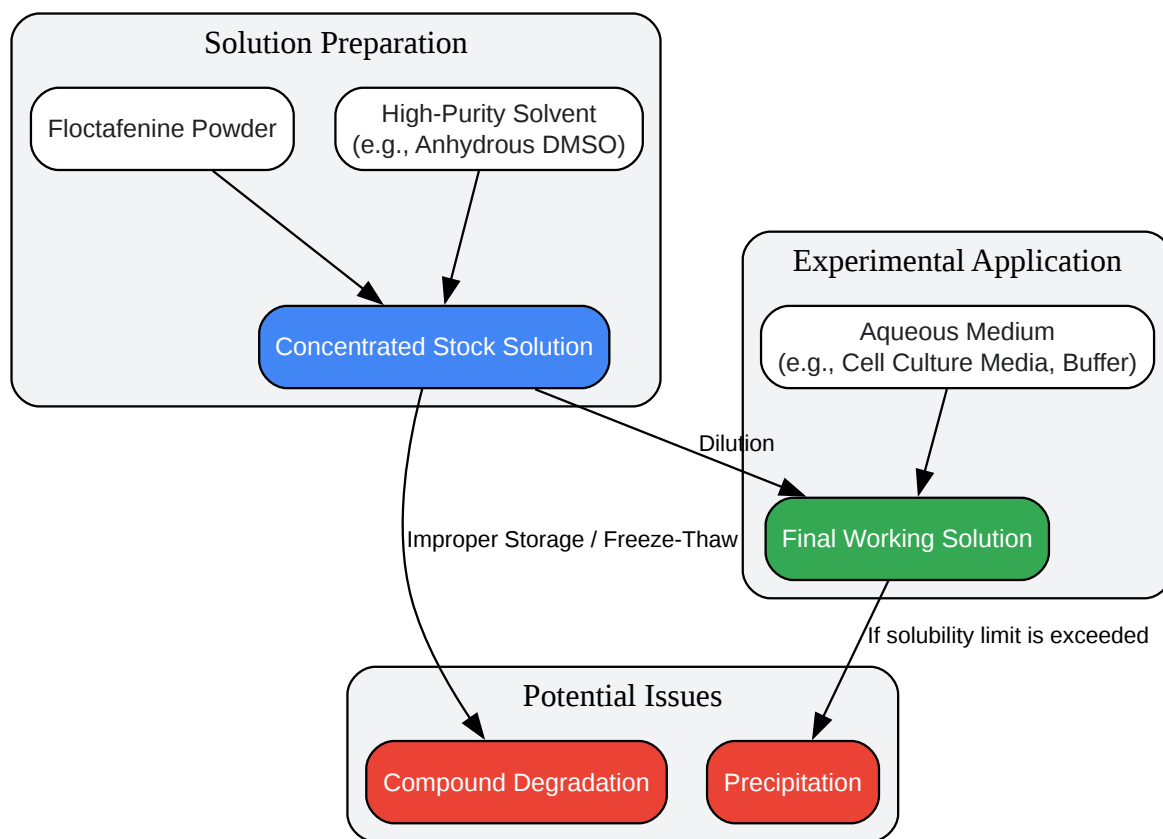 Solution Preparation
Floctafenine Powder
High-Purity Solvent
(e.g., Anhydrous DMSO)
Concentrated Stock Solution
Experimental Application
Aqueous Medium
(e.g., Cell Culture Media, Buffer)
Dilution
Improper Storage / Freeze-Thaw
Final Working Solution
If solubility limit is exceeded
Potential Issues
Compound Degradation
Precipitation